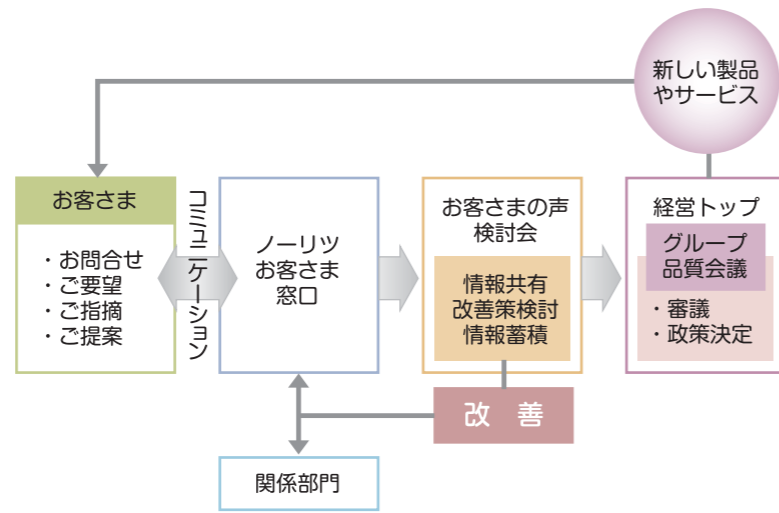 新しい製品
やサービス
お客さま
・お問合せ
・ご要望
・ご指摘
・ご提案
コミュニケーション
ノーリツ
お客さま
窓口
お客さまの声
検討会
情報共有
改善策検討
情報蓄積
経営トップ
グループ
品質会議
・審議
・政策決定
改 善
関係部門